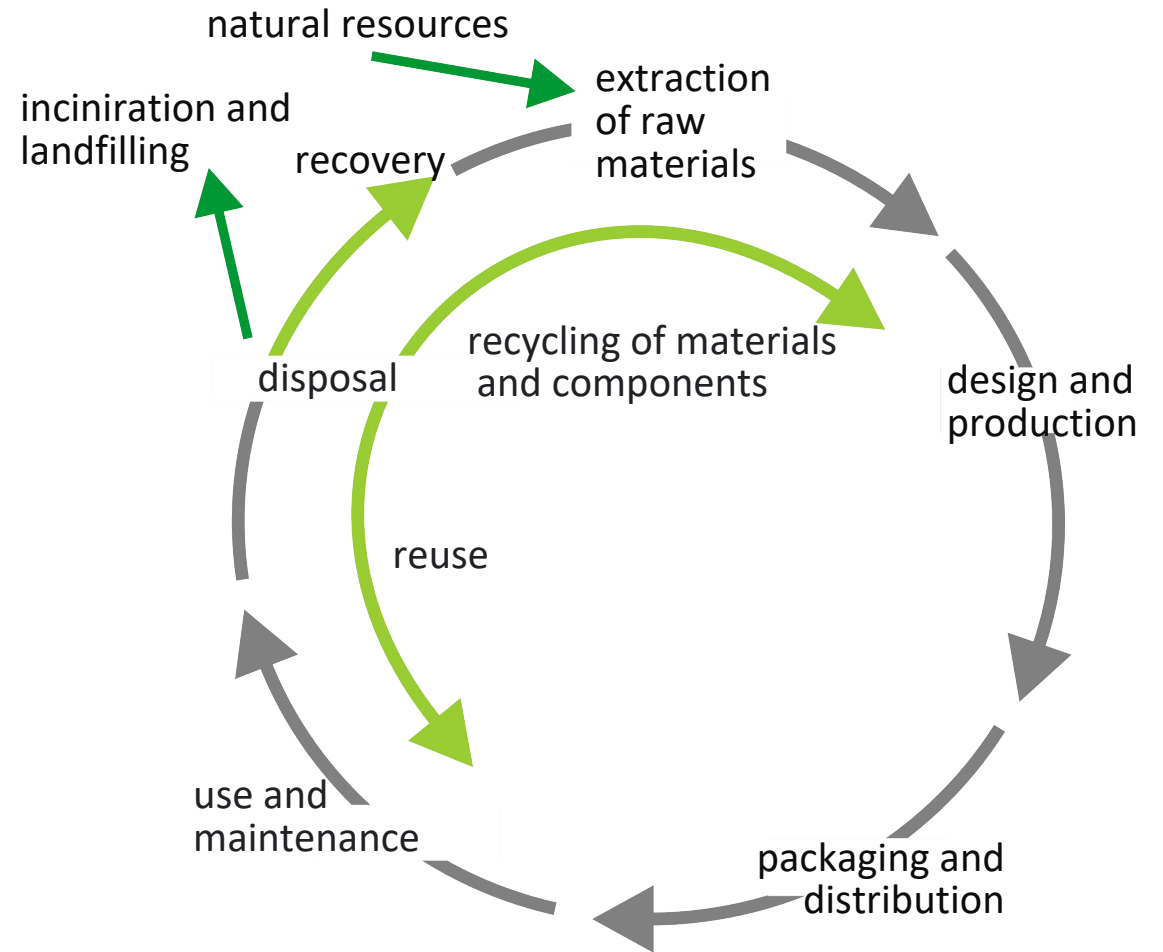 natural resources
extraction
of raw
materials
inciniration and
landfilling
recovery
recycling of materials
and components
disposal
design and
production
reuse
use and
maintenance
packaging and
distribution